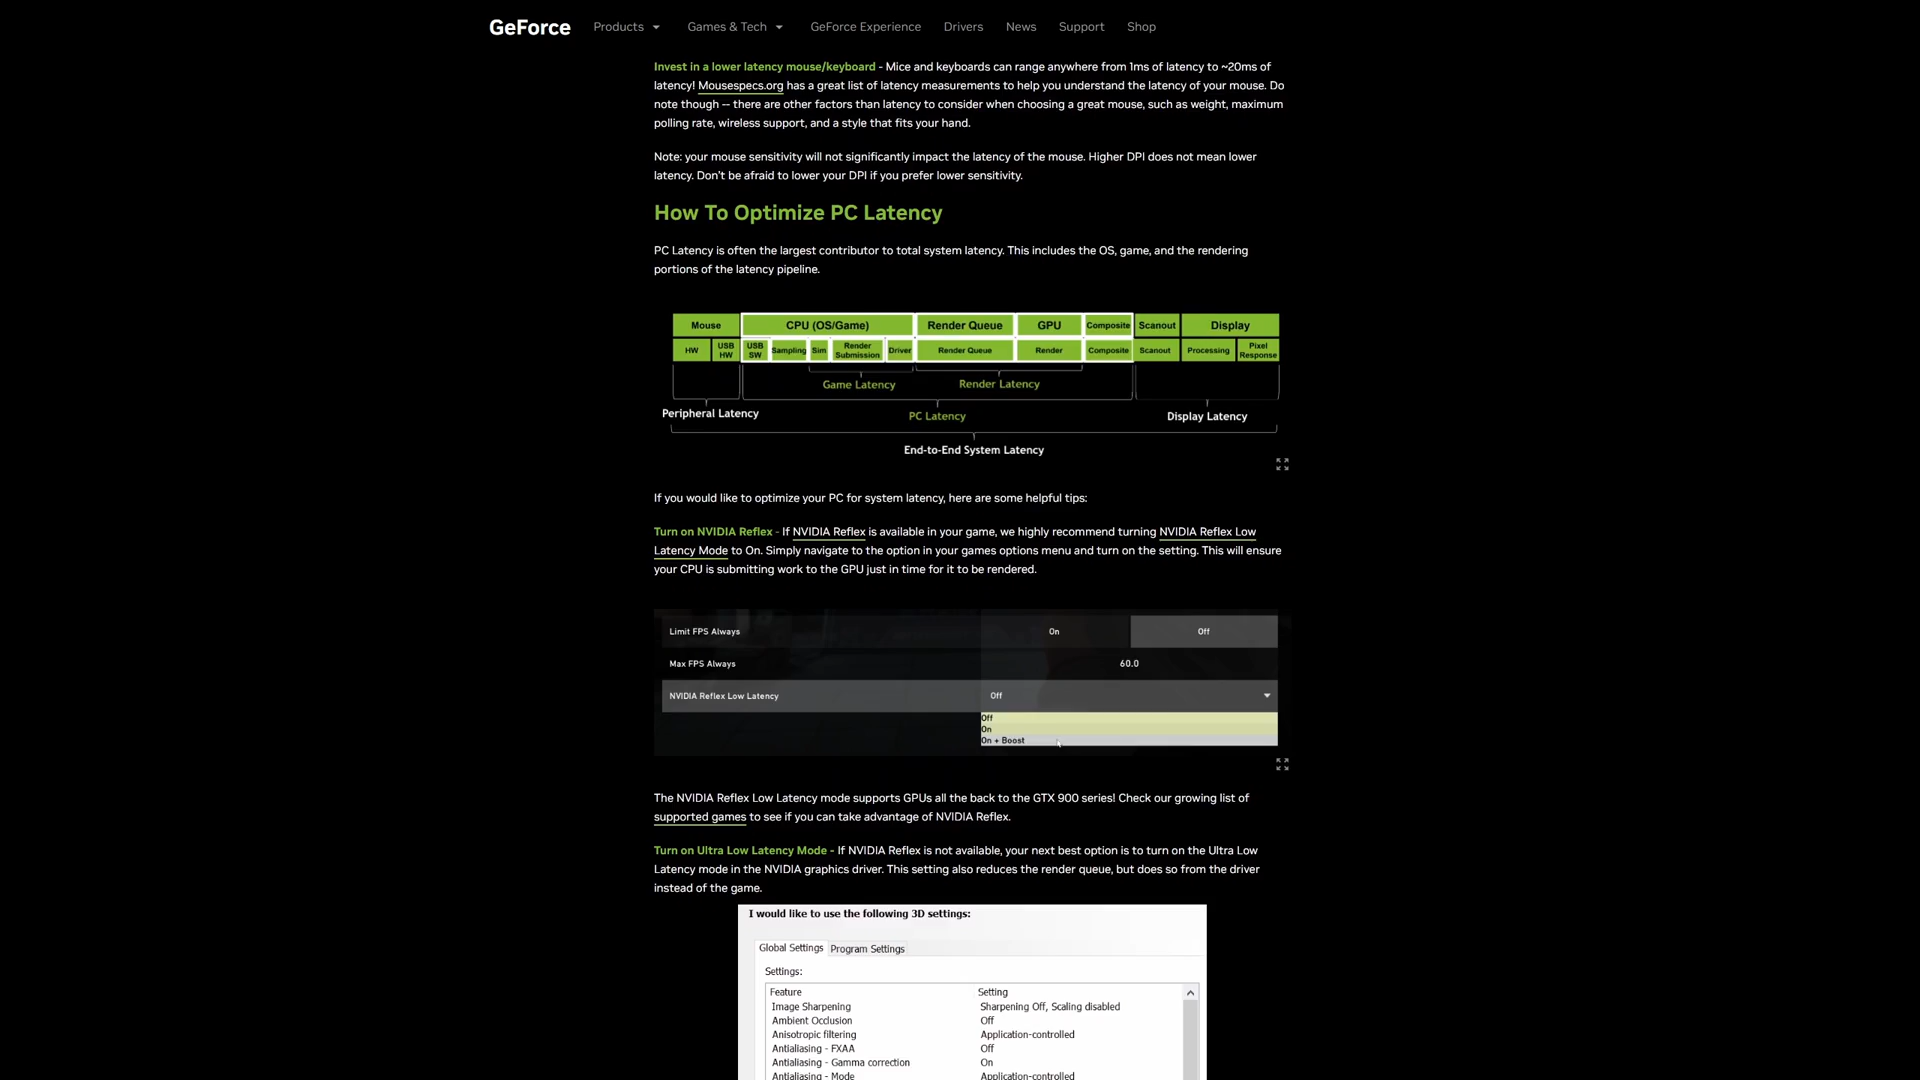 GeForce Products Games & Tech GeForce Experience Drivers News Support Shop
Invest in a lower latency mouse/keyboard - Mice and keyboards can range anywhere from 1ms of latency to ~20ms of
latency! Mousespecs.org has a great list of latency measurements to help you understand the latency of your mouse. Do
note though -- there are other factors than latency to consider when choosing a great mouse, such as weight, maximum
polling rate, wireless support, and a style that fits your hand.
Note: your mouse sensitivity will not significantly impact the latency of the mouse. Higher DPI does not mean lower
latency. Don't be afraid to lower your DPI if you prefer lower sensitivity.
How To Optimize PC Latency
PC Latency is often the largest contributor to total system latency. This includes the OS, game, and the rendering
portions of the latency pipeline.
Mouse CPU (OS/Game) Render Queue GPU Composite Scanout Display
HW USB HW USB SW Sampling Sim Render Submission Driver Render Queue Render Composite Scanout Processing Pixel Response
Game Latency Render Latency
Peripheral Latency PC Latency Display Latency
End-to-End System Latency
If you would like to optimize your PC for system latency, here are some helpful tips:
Turn on NVIDIA Reflex - If NVIDIA Reflex is available in your game, we highly recommend turning NVIDIA Reflex Low
Latency Mode to On. Simply navigate to the option in your games options menu and turn on the setting. This will ensure
your CPU is submitting work to the GPU just in time for it to be rendered.
Limit FPS Always On Off
Max FPS Always 60.0
NVIDIA Reflex Low Latency Off
Off
On
On + Boost
The NVIDIA Reflex Low Latency mode supports GPUs all the back to the GTX 900 series! Check our growing list of
supported games to see if you can take advantage of NVIDIA Reflex.
Turn on Ultra Low Latency Mode - If NVIDIA Reflex is not available, your next best option is to turn on the Ultra Low
Latency mode in the NVIDIA graphics driver. This setting also reduces the render queue, but does so from the driver
instead of the game.
I would like to use the following 3D settings:
Global Settings Program Settings
Settings:
Feature Setting
Image Sharpening Sharpening Off, Scaling disabled
Ambient Occlusion Off
Anisotropic filtering Application-controlled
Antialiasing - FXAA Off
Antialiasing - Gamma correction On
Antialiasing - Mode Application-controlled